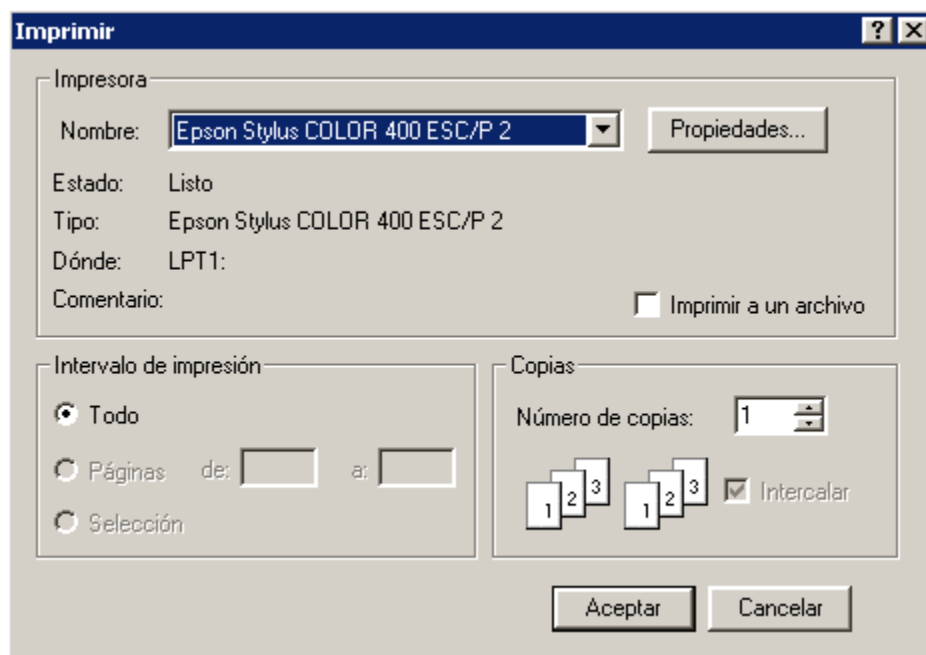 Imprimir
Impresora
Nombre: Epson Stylus COLOR 400 ESC/P 2 Propiedades...
Estado: Listo
Tipo: Epson Stylus COLOR 400 ESC/P 2
Dónde: LPT1:
Comentario: Imprimir a un archivo
Intervalo de impresión
Todo
Páginas de: a:
Selección
Copias
Número de copias: 1
1 2 3 1 2 3 Intercalar
Aceptar Cancelar